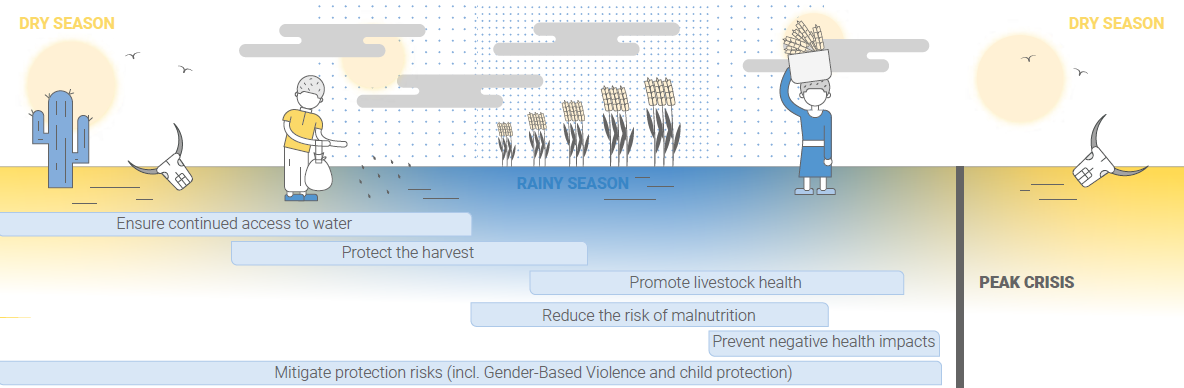 DRY SEASON
DRY SEASON
RAINY SEASON
Ensure continued access to water
Protect the harvest
Promote livestock health
PEAK CRISIS
Reduce the risk of malnutrition
Prevent negative health impacts
Mitigate protection risks (incl. Gender-Based Violence and child protection)